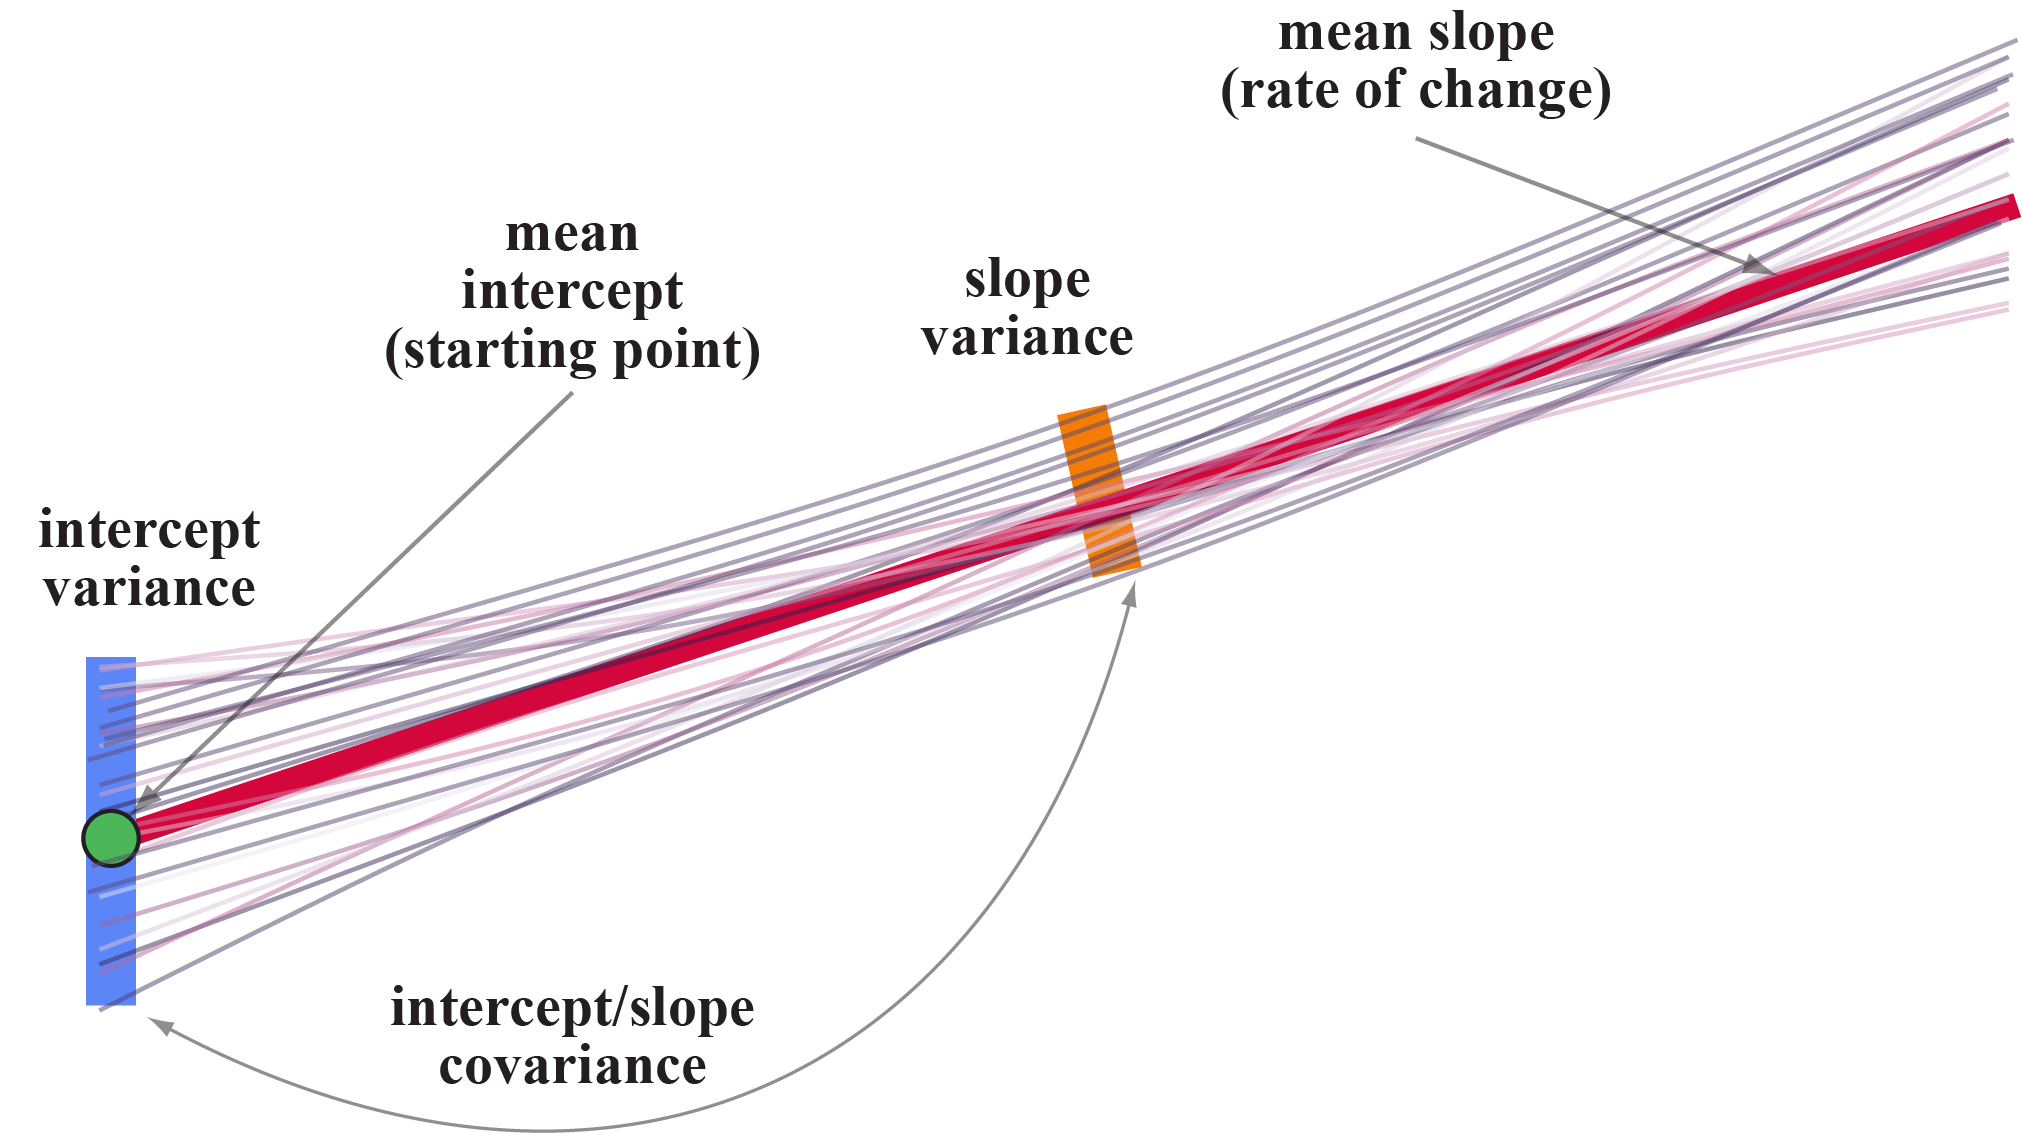 mean slope
(rate of change)
mean
intercept
(starting point)
slope
variance
intercept
variance
intercept/slope
covariance